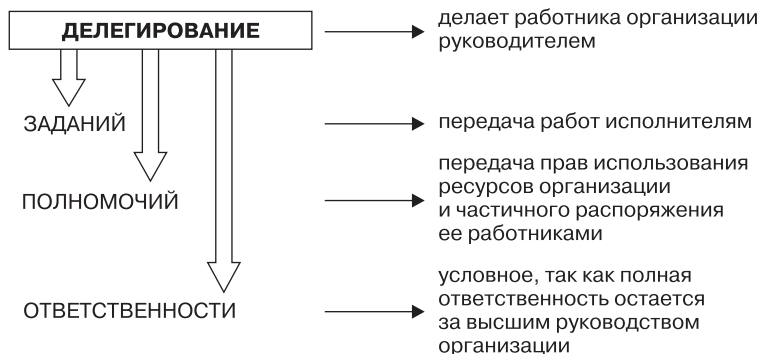 ДЕЛЕГИРОВАНИЕ
делает работника организации
руководителем
ЗАДАНИЙ
передача работ исполнителям
ПОЛНОМОЧИЙ
передача прав использования
ресурсов организации
и частичного распоряжения
ее работниками
ОТВЕТСТВЕННОСТИ
условное, так как полная
ответственность остается
за высшим руководством
организации